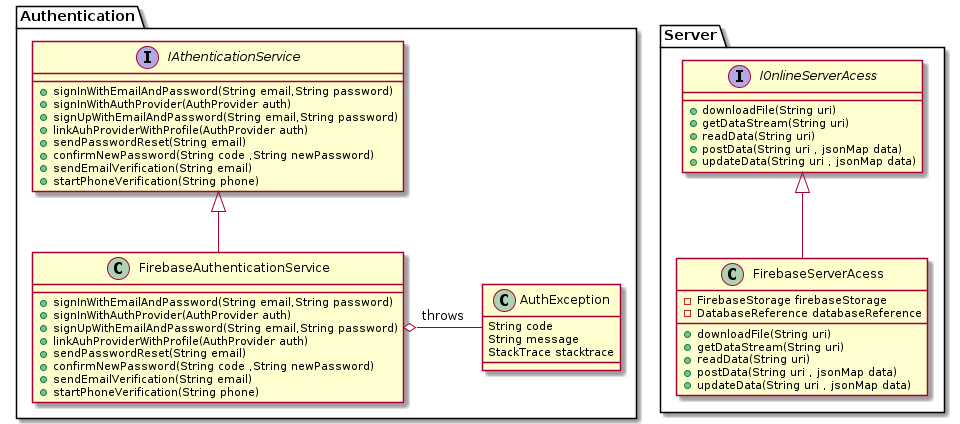 Authentication
I IAthenticationService
signInWithEmailAndPassword(String email,String password)
signInWithAuthProvider(AuthProvider auth)
signUpWithEmailAndPassword(String email,String password)
linkAuhProviderWithProfile(AuthProvider auth)
sendPasswordReset(String email)
confirmNewPassword(String code ,String newPassword)
sendEmailVerification(String email)
startPhoneVerification(String phone)
C FirebaseAuthenticationService
signInWithEmailAndPassword(String email,String password)
signInWithAuthProvider(AuthProvider auth)
signUpWithEmailAndPassword(String email,String password)
linkAuhProviderWithProfile(AuthProvider auth)
sendPasswordReset(String email)
confirmNewPassword(String code ,String newPassword)
sendEmailVerification(String email)
startPhoneVerification(String phone)
throws
C AuthException
String code
String message
StackTrace stacktrace
Server
I IOnlineServerAcess
downloadFile(String uri)
getDataStream(String uri)
readData(String uri)
postData(String uri , jsonMap data)
updateData(String uri , jsonMap data)
C FirebaseServerAcess
FirebaseStorage firebaseStorage
DatabaseReference databaseReference
downloadFile(String uri)
getDataStream(String uri)
readData(String uri)
postData(String uri , jsonMap data)
updateData(String uri , jsonMap data)